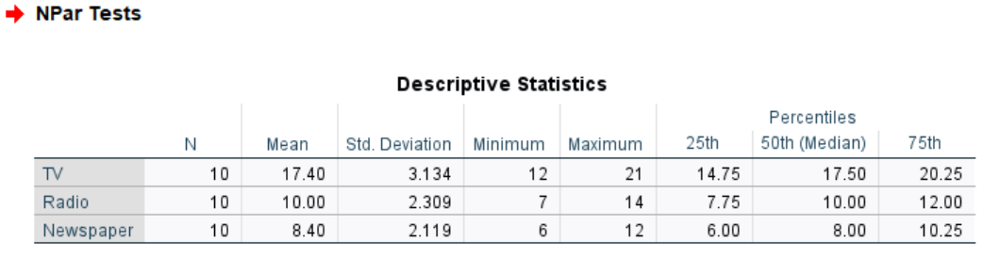 NPar Tests
Descriptive Statistics
Percentiles
N Mean Std. Deviation Minimum Maximum 25th 50th (Median) 75th
TV 10 17.40 3.134 12 21 14.75 17.50 20.25
Radio 10 10.00 2.309 7 14 7.75 10.00 12.00
Newspaper 10 8.40 2.119 6 12 6.00 8.00 10.25